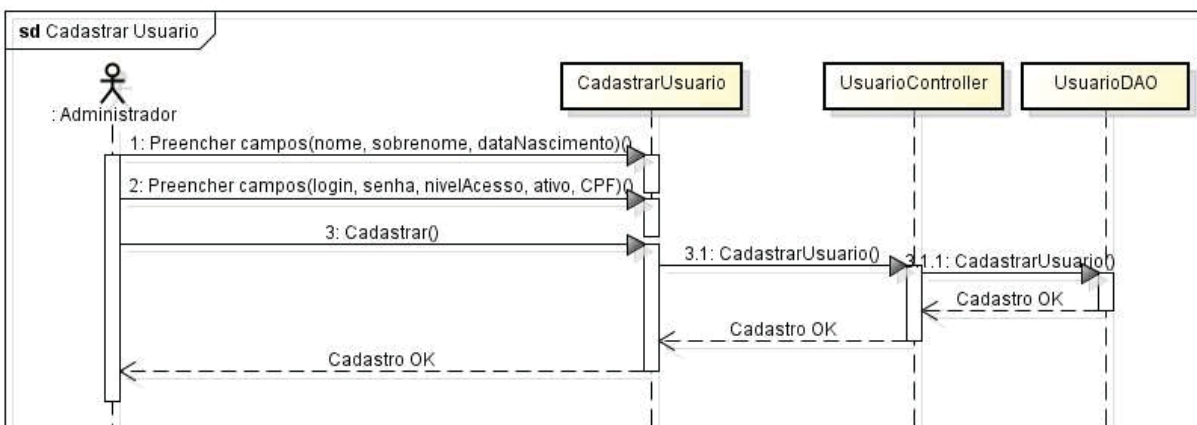 sd Cadastrar Usuario
: Administrador
CadastrarUsuario
UsuarioController
UsuarioDAO
1: Preencher campos(nome, sobrenome, dataNascimento)()
2: Preencher campos(login, senha, nivelAcesso, ativo, CPF)()
3: Cadastrar()
3.1: CadastrarUsuario()
3.1.1: CadastrarUsuario()
Cadastro OK
Cadastro OK
Cadastro OK